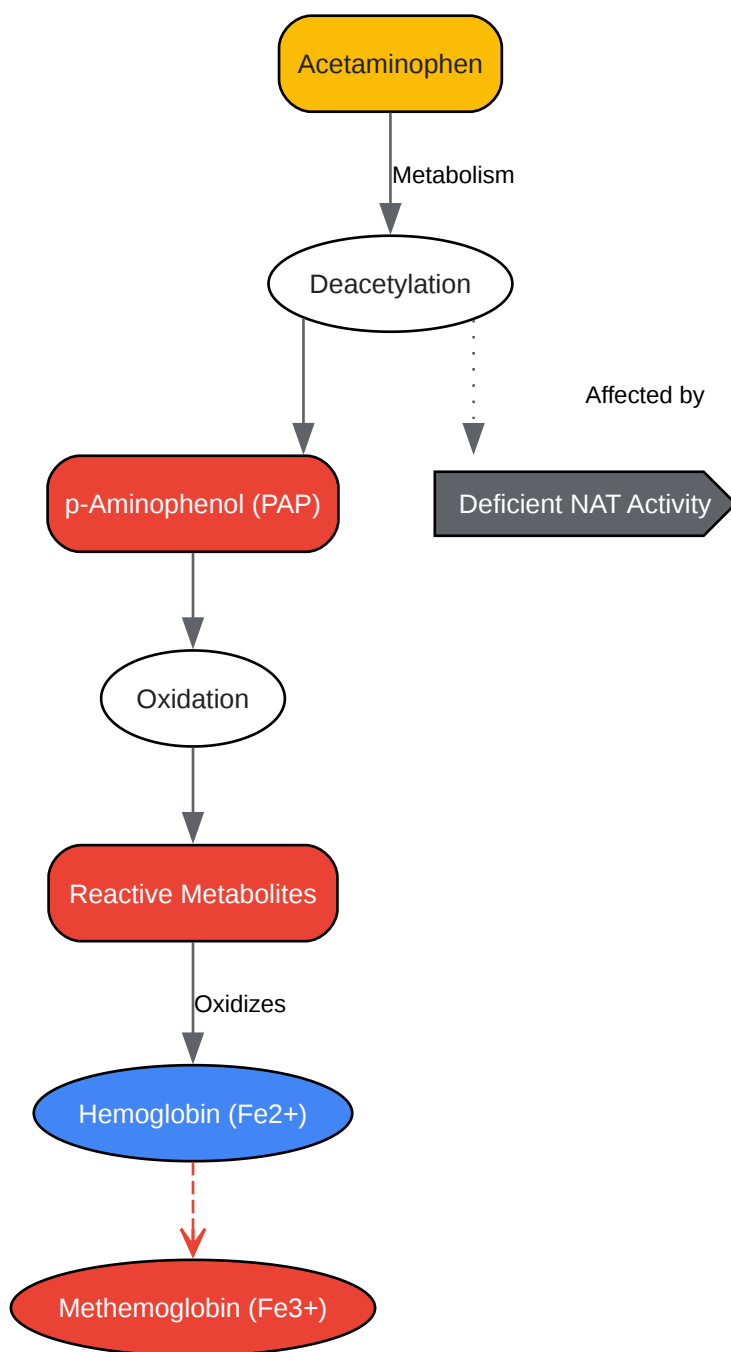 Acetaminophen
Metabolism
Deacetylation
Affected by
p-Aminophenol (PAP)
Deficient NAT Activity
Oxidation
Reactive Metabolites
Oxidizes
Hemoglobin (Fe2+)
Methemoglobin (Fe3+)